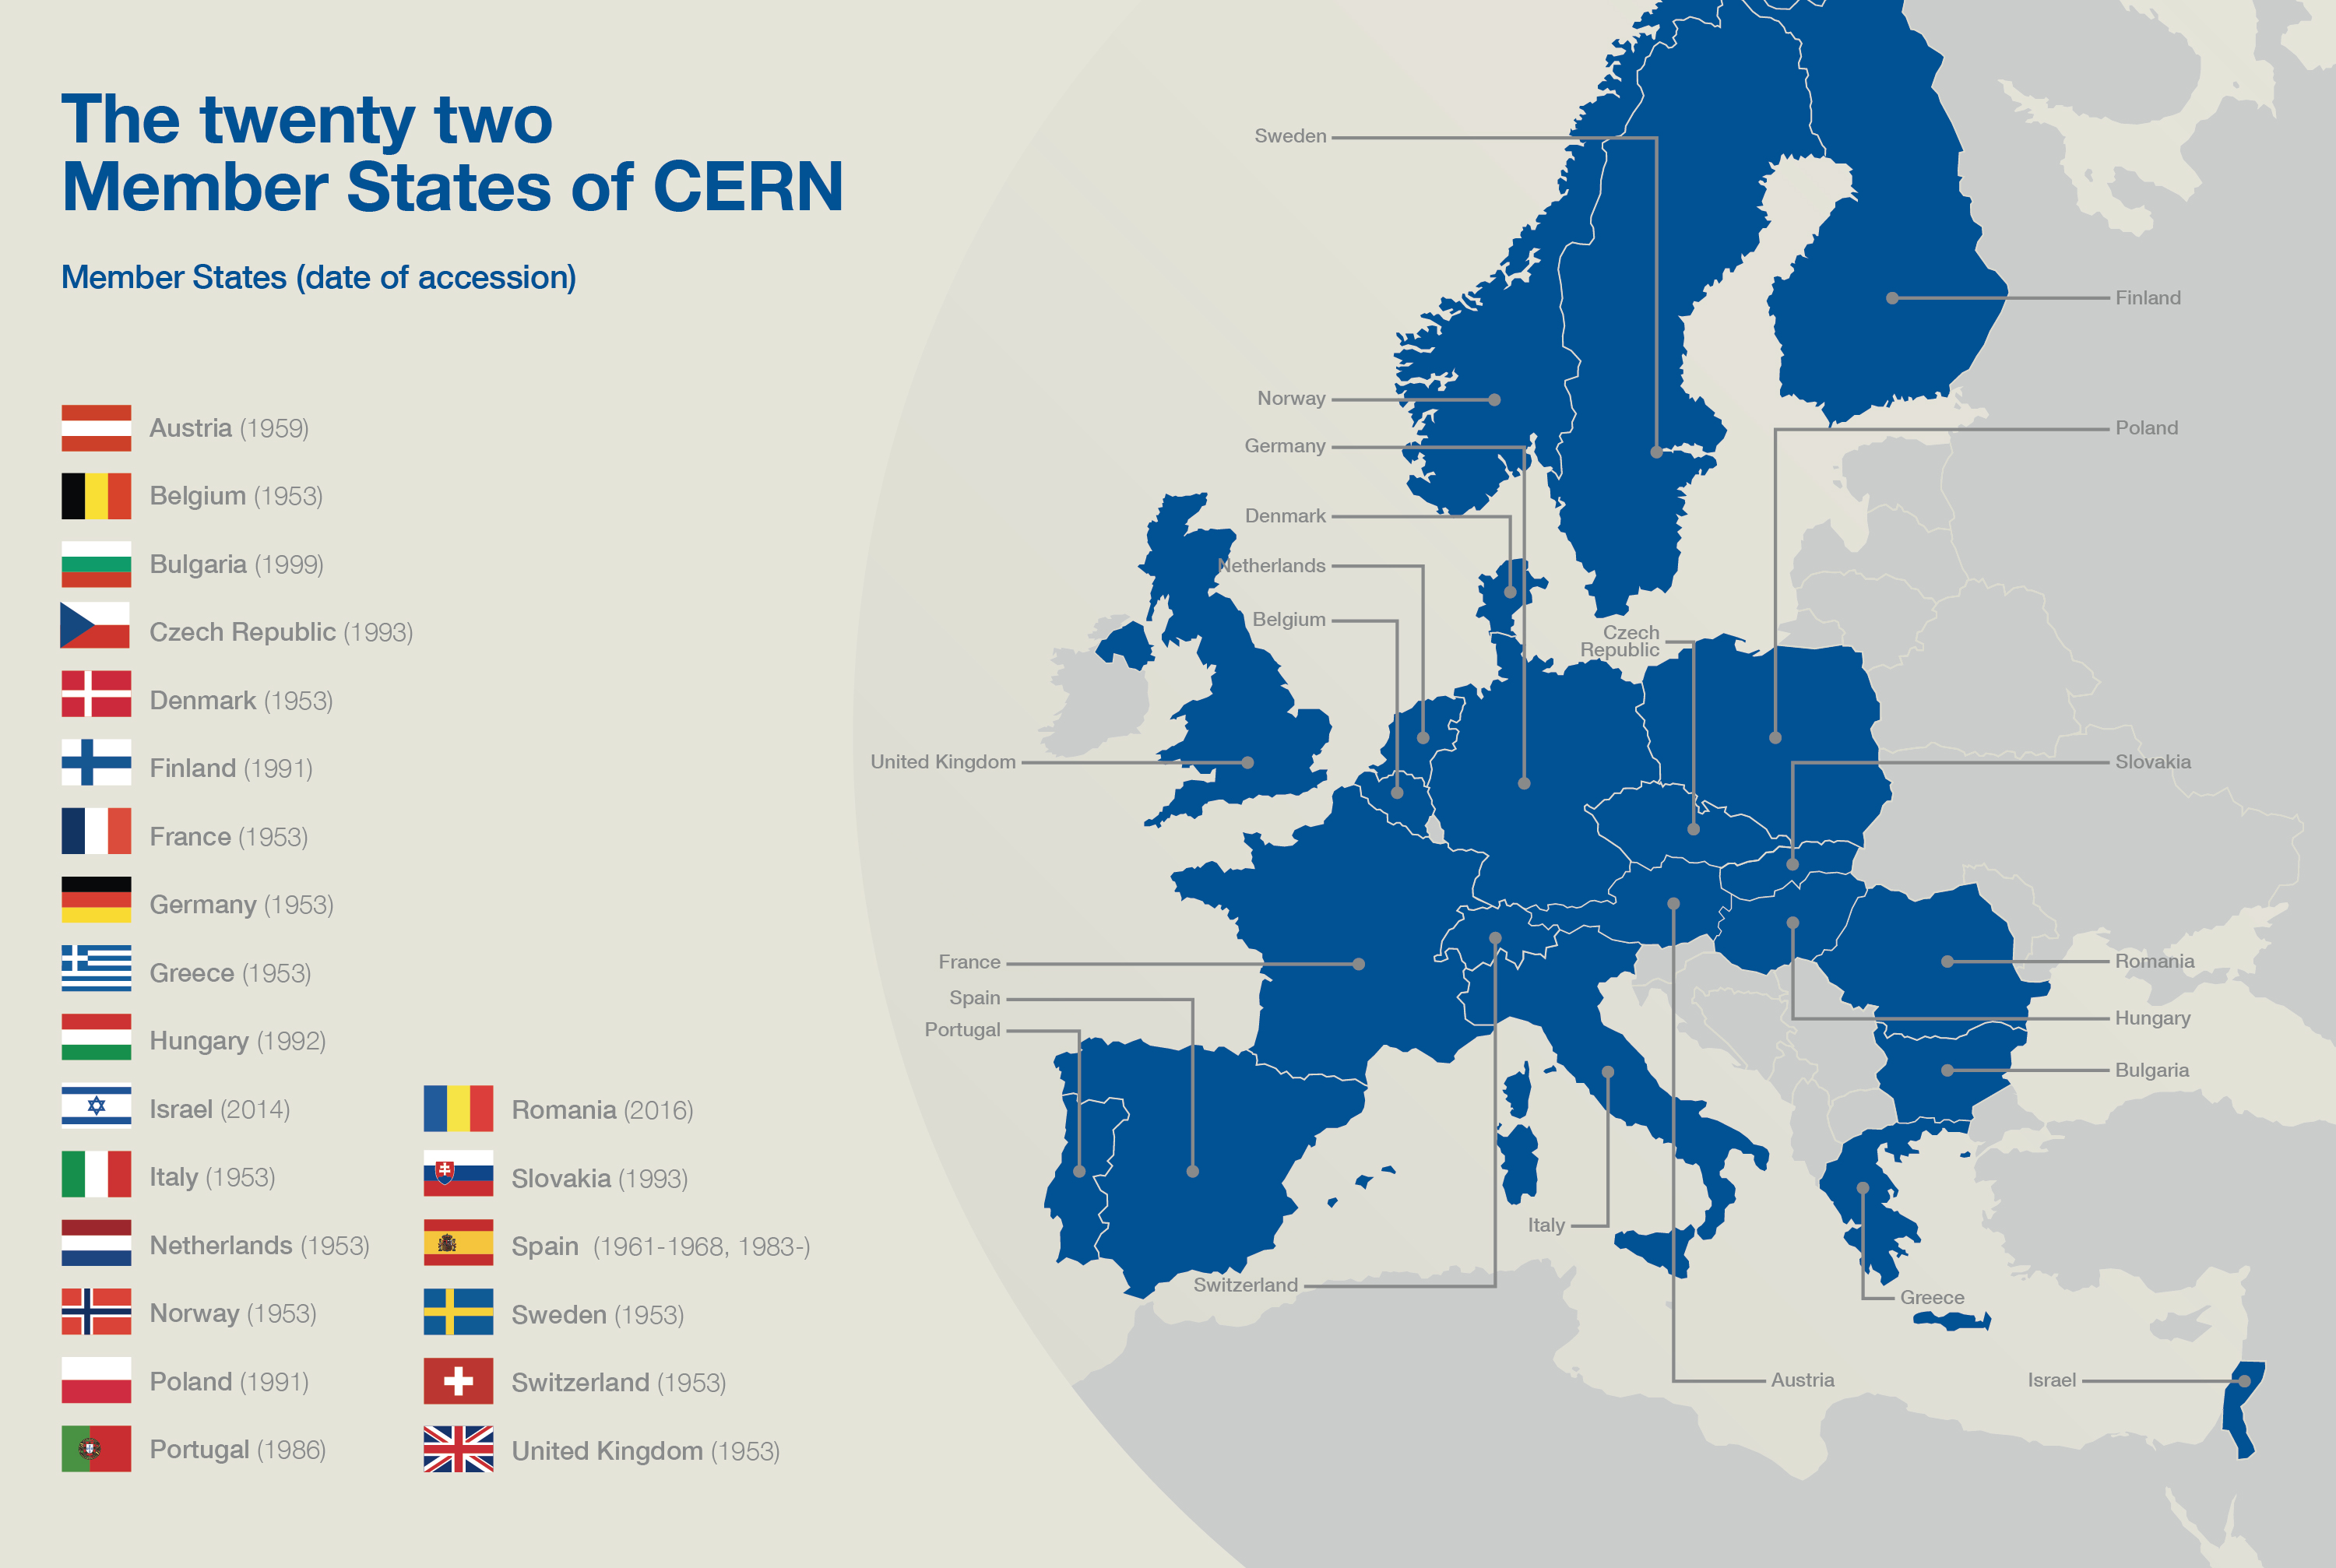 The twenty two
Member States of CERN
Member States (date of accession)
Austria (1959)
Belgium (1953)
Bulgaria (1999)
Czech Republic (1993)
Denmark (1953)
Finland (1991)
France (1953)
Germany (1953)
Greece (1953)
Hungary (1992)
Israel (2014)
Italy (1953)
Netherlands (1953)
Norway (1953)
Poland (1991)
Portugal (1986)
Romania (2016)
Slovakia (1993)
Spain (1961-1968, 1983-)
Sweden (1953)
Switzerland (1953)
United Kingdom (1953)
Sweden
Finland
Norway
Poland
Germany
Denmark
Netherlands
Belgium
Czech
Republic
United Kingdom
Slovakia
France
Romania
Spain
Hungary
Portugal
Bulgaria
Italy
Switzerland
Greece
Austria
Israel